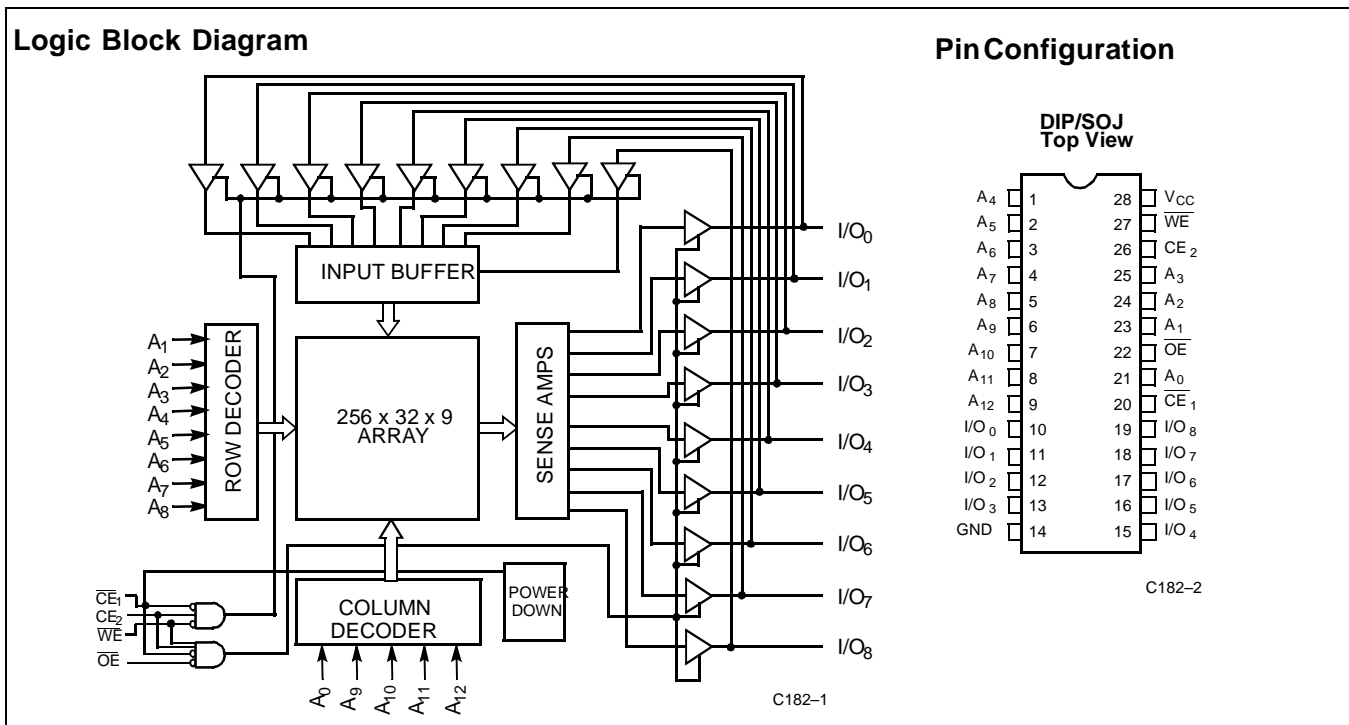 Logic Block Diagram
INPUT BUFFER
A1
A2
A3
A4
A5
A6
A7
A8
ROW DECODER
256 x 32 x 9
ARRAY
SENSE AMPS
I/O0
I/O1
I/O2
I/O3
I/O4
I/O5
I/O6
I/O7
I/O8
CE1
CE2
WE
OE
COLUMN
DECODER
POWER
DOWN
A0
A9
A10
A11
A12
C182–1
Pin Configuration
DIP/SOJ
Top View
A4 1 28 VCC
A5 2 27 WE
A6 3 26 CE2
A7 4 25 A3
A8 5 24 A2
A9 6 23 A1
A10 7 22 OE
A11 8 21 A0
A12 9 20 CE1
I/O0 10 19 I/O8
I/O1 11 18 I/O7
I/O2 12 17 I/O6
I/O3 13 16 I/O5
GND 14 15 I/O4
C182–2